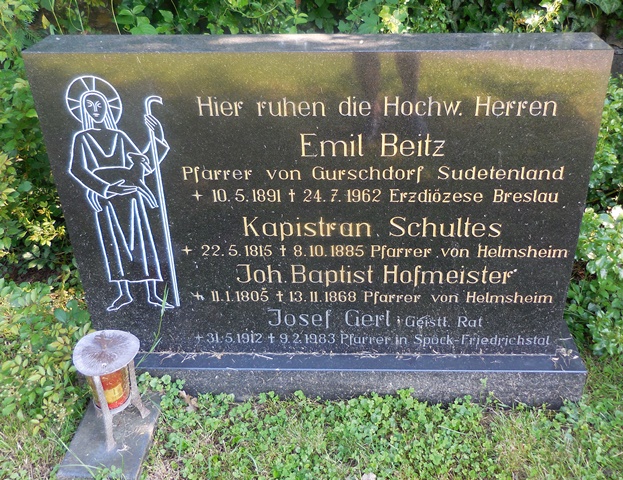 Hier ruhen die Hochw. Herren
Emil Beitz
Pfarrer von Gurschdorf Sudetenland
+ 10.5.1891 † 24.7.1962 Erzdiözese Breslau
Kapistran Schultes
+ 22.5.1815 † 8.10.1885 Pfarrer von Helmsheim
Joh Baptist Hofmeister
+ 11.1.1805 † 13.11.1868 Pfarrer von Helmsheim
Josef Gerl, Geistl. Rat
+ 31.5.1912 † 9.2.1983 Pfarrer in Spöck-Friedrichstal